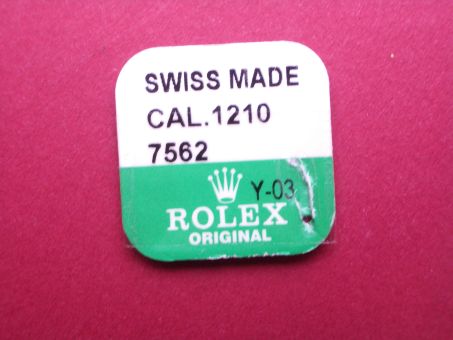 SWISS MADE
CAL.1210
7562
Y-03
ROLEX
ORIGINAL